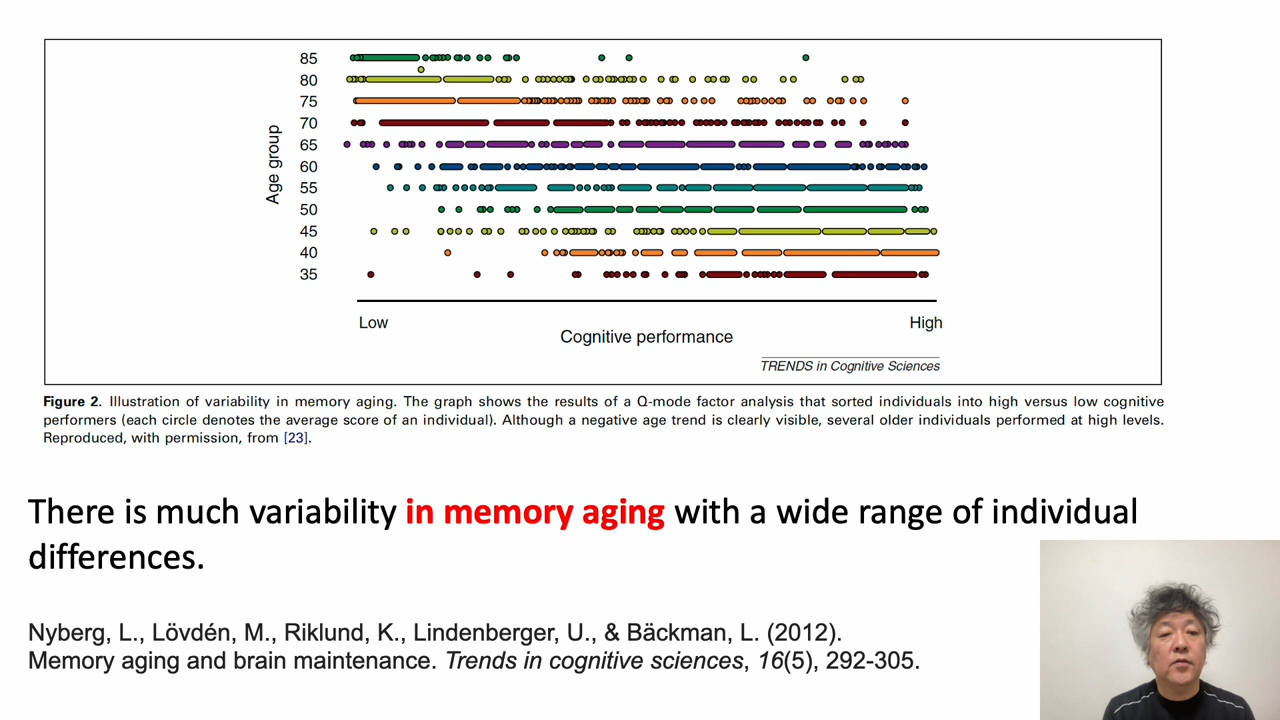 85
80
75
70
65
60
55
50
45
40
35
Age group
Low
High
Cognitive performance
TRENDS in Cognitive Sciences
Figure 2. Illustration of variability in memory aging. The graph shows the results of a Q-mode factor analysis that sorted individuals into high versus low cognitive
performers (each circle denotes the average score of an individual). Although a negative age trend is clearly visible, several older individuals performed at high levels.
Reproduced, with permission, from [23].
There is much variability in memory aging with a wide range of individual
differences.
Nyberg, L., Lövdén, M., Riklund, K., Lindenberger, U., & Bäckman, L. (2012).
Memory aging and brain maintenance. Trends in cognitive sciences, 16(5), 292-305.